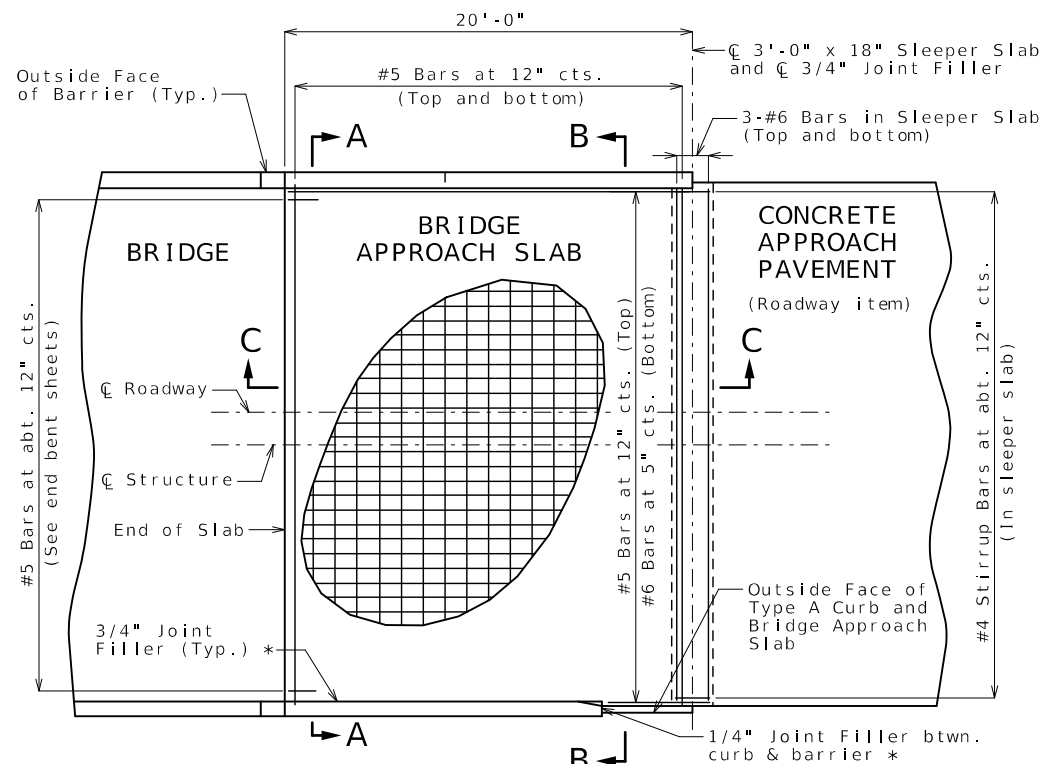 20'-0"
℄ 3'-0" x 18" Sleeper Slab
and ℄ 3/4" Joint Filler
Outside Face
of Barrier (Typ.)
#5 Bars at 12" cts.
(Top and bottom)
3-#6 Bars in Sleeper Slab
(Top and bottom)
A
B
BRIDGE
BRIDGE
APPROACH SLAB
CONCRETE
APPROACH
PAVEMENT
(Roadway item)
#5 Bars at abt. 12" cts.
(See end bent sheets)
#5 Bars at 12" cts. (Top)
#6 Bars at 5" cts. (Bottom)
#4 Stirrup Bars at abt. 12" cts.
(In sleeper slab)
C
C
℄ Roadway
℄ Structure
End of Slab
3/4" Joint
Filler (Typ.) *
Outside Face of
Type A Curb and
Bridge Approach
Slab
A
B
1/4" Joint Filler btwn.
curb & barrier *